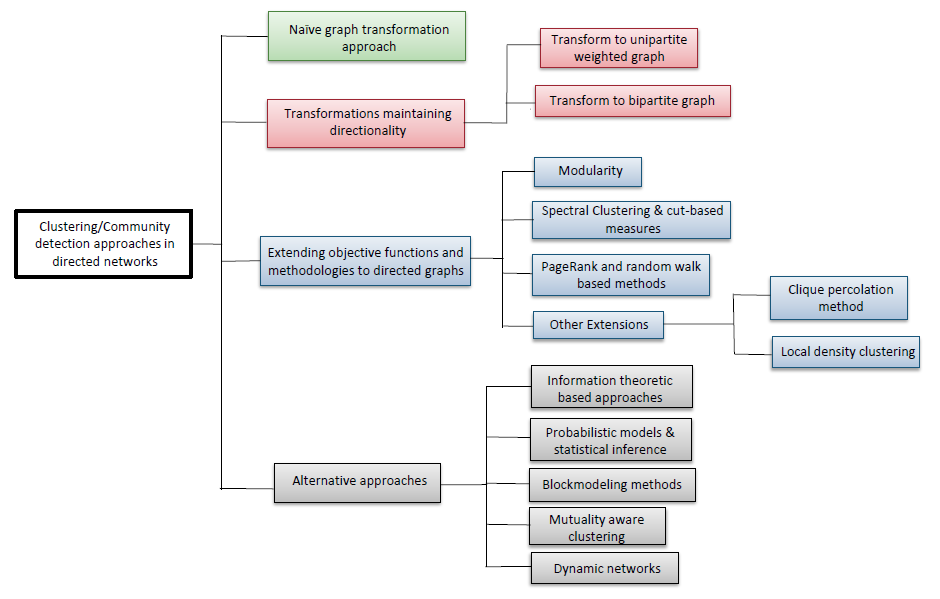 Naïve graph transformation
approach
Transform to unipartite
weighted graph
Transformations maintaining
directionality
Transform to bipartite graph
Modularity
Clustering/Community
detection approaches in
directed networks
Spectral Clustering & cut-based
measures
Extending objective functions and
methodologies to directed graphs
PageRank and random walk
based methods
Other Extensions
Clique percolation
method
Local density clustering
Information theoretic
based approaches
Probabilistic models &
statistical inference
Alternative approaches
Blockmodeling methods
Mutuality aware
clustering
Dynamic networks